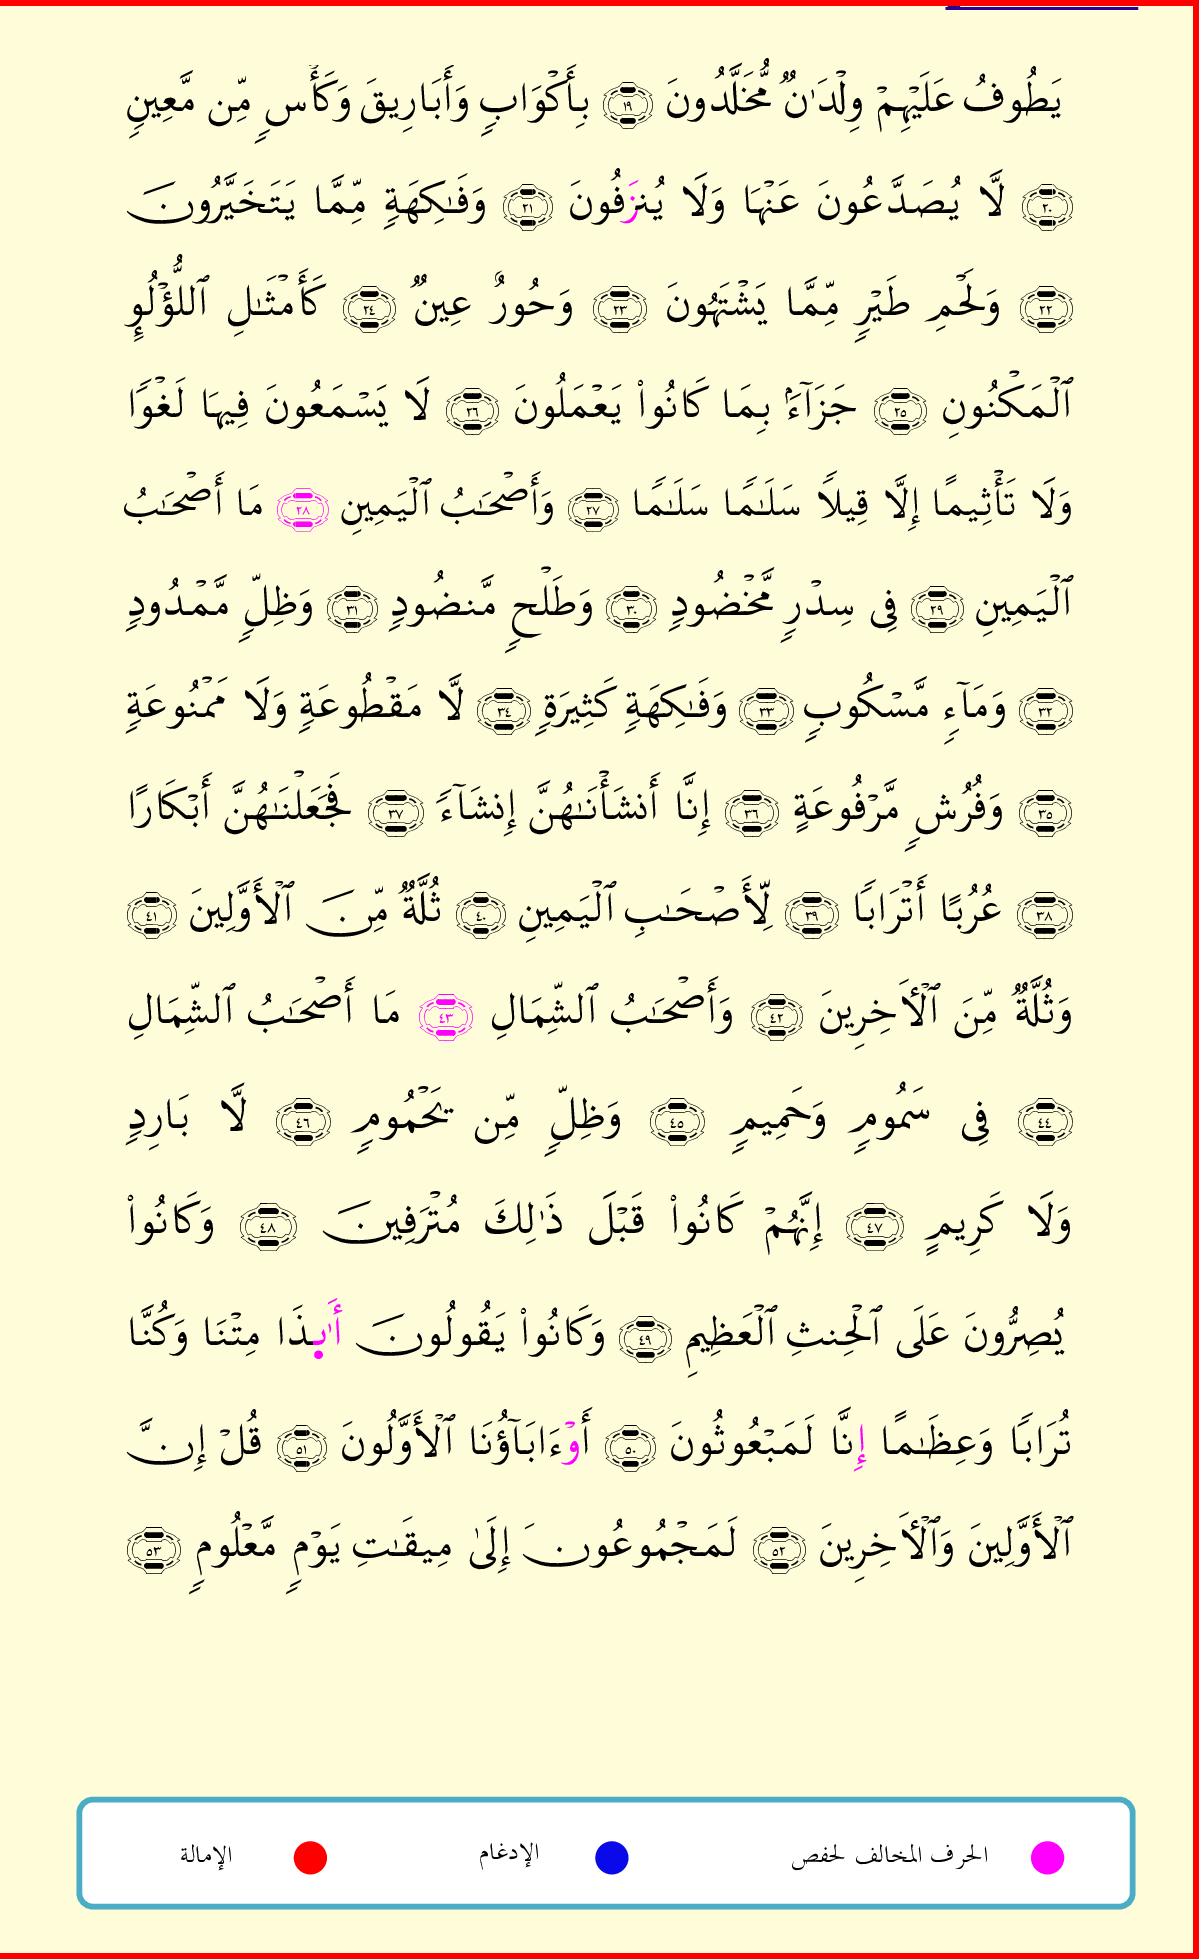 يَطُوفُ عَلَيۡهِمۡ وِلۡدَٰنٞ مُّخَلَّدُونَ ١٩ بِأَكۡوَابٖ وَأَبَارِيقَ وَكَأۡسٖ مِّن مَّعِينٖ
٢٠ لَّا يُصَدَّعُونَ عَنۡهَا وَلَا يُنزَفُونَ ٢١ وَفَٰكِهَةٖ مِّمَّا يَتَخَيَّرُونَ
٢٢ وَلَحۡمِ طَيۡرٖ مِّمَّا يَشۡتَهُونَ ٢٣ وَحُورٌ عِينٞ ٢٤ كَأَمۡثَٰلِ ٱللُّؤۡلُوِٕ
ٱلۡمَكۡنُونِ ٢٥ جَزَآءَۢ بِمَا كَانُواْ يَعۡمَلُونَ ٢٦ لَا يَسۡمَعُونَ فِيهَا لَغۡوٗا
وَلَا تَأۡثِيمًا إِلَّا قِيلٗا سَلَٰمٗا سَلَٰمٗا ٢٧ وَأَصۡحَٰبُ ٱلۡيَمِينِ ٢٨ مَا أَصۡحَٰبُ
ٱلۡيَمِينِ ٢٩ فِي سِدۡرٖ مَّخۡضُودٖ ٣٠ وَطَلۡحٖ مَّنضُودٖ ٣١ وَظِلّٖ مَّمۡدُودٖ
٣٢ وَمَآءٖ مَّسۡكُوبٖ ٣٣ وَفَٰكِهَةٖ كَثِيرَةٖ ٣٤ لَّا مَقۡطُوعَةٖ وَلَا مَمۡنُوعَةٖ
٣٥ وَفُرُشٖ مَّرۡفُوعَةٍ ٣٦ إِنَّا أَنشَأۡنَٰهُنَّ إِنشَآءٗ ٣٧ فَجَعَلۡنَٰهُنَّ أَبۡكَارًا
٣٨ عُرُبًا أَتۡرَابٗا ٣٩ لِّأَصۡحَٰبِ ٱلۡيَمِينِ ٤٠ ثُلَّةٞ مِّنَ ٱلۡأَوَّلِينَ ٤١
وَثُلَّةٞ مِّنَ ٱلۡأٓخِرِينَ ٤٢ وَأَصۡحَٰبُ ٱلشِّمَالِ ٤٣ مَا أَصۡحَٰبُ ٱلشِّمَالِ
٤٤ فِي سَمُومٖ وَحَمِيمٖ ٤٥ وَظِلّٖ مِّن يَحۡمُومٖ ٤٦ لَّا بَارِدٖ
وَلَا كَرِيمٍ ٤٧ إِنَّهُمۡ كَانُواْ قَبۡلَ ذَٰلِكَ مُتۡرَفِينَ ٤٨ وَكَانُواْ
يُصِرُّونَ عَلَى ٱلۡحِنثِ ٱلۡعَظِيمِ ٤٩ وَكَانُواْ يَقُولُونَ أَٰىِٕذَا مِتۡنَا وَكُنَّا
تُرَابٗا وَعِظَٰمًا إِنَّا لَمَبۡعُوثُونَ ٥٠ أَوۡءَابَآؤُنَا ٱلۡأَوَّلُونَ ٥١ قُلۡ إِنَّ
ٱلۡأَوَّلِينَ وَٱلۡأٓخِرِينَ ٥٢ لَمَجۡمُوعُونَ إِلَىٰ مِيقَٰتِ يَوۡمٖ مَّعۡلُومٖ ٥٣
الحرف المخالف لحفص الإدغام الإمالة